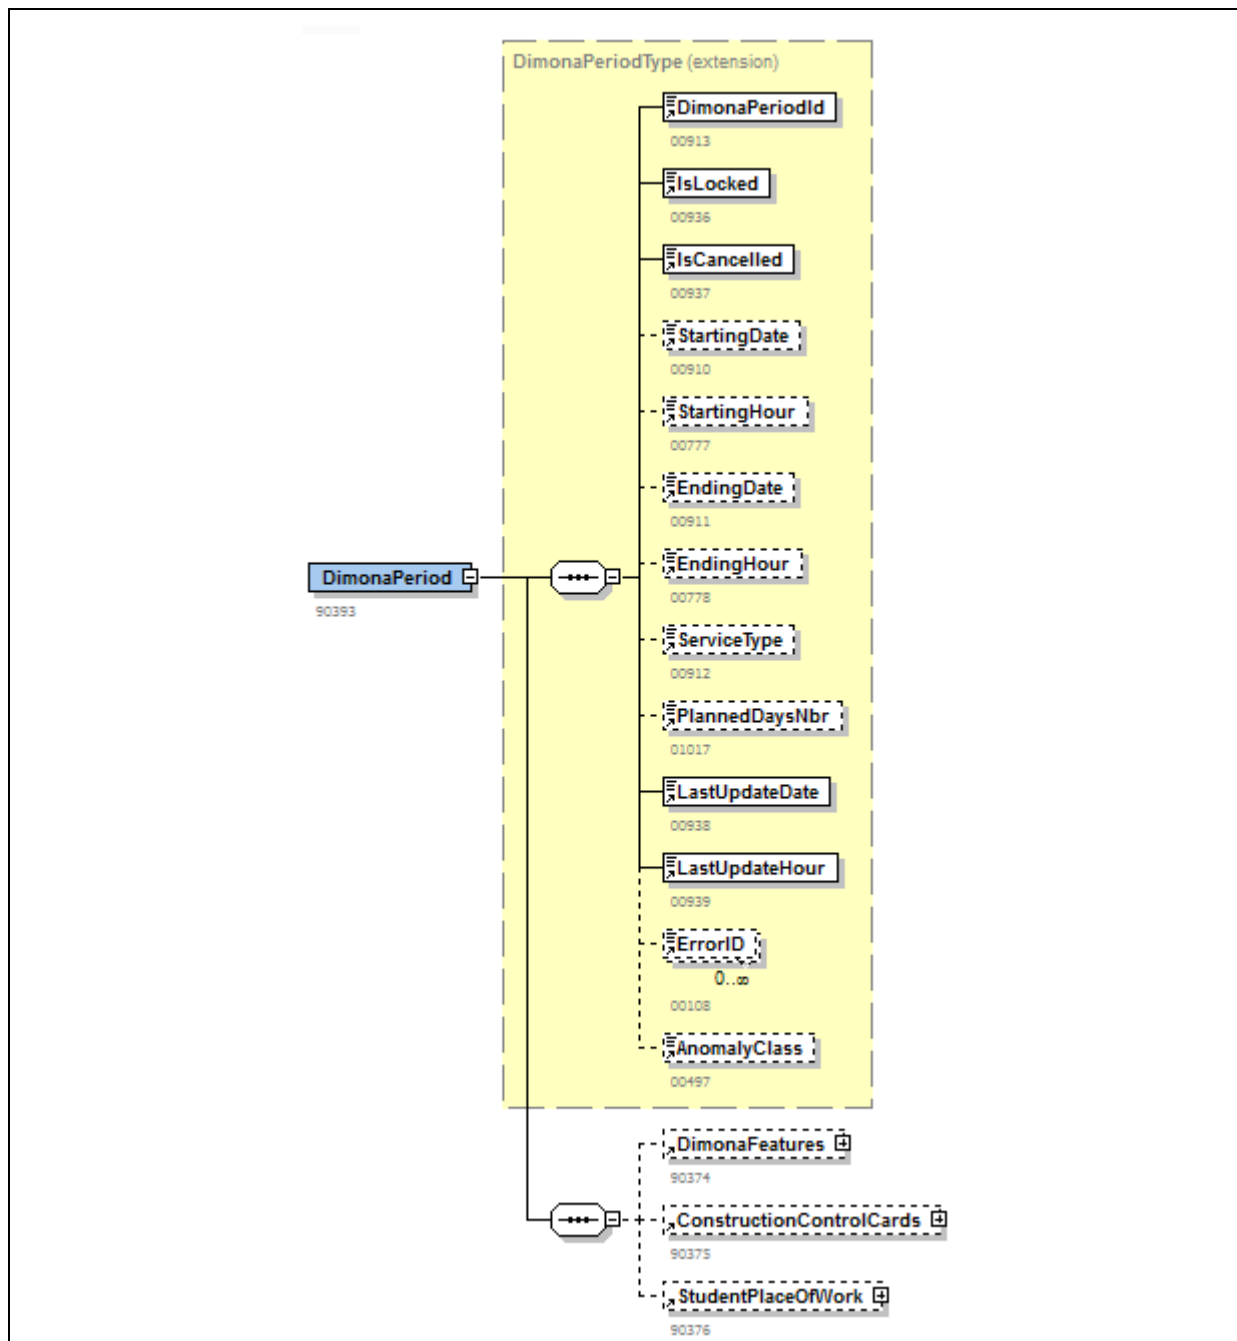 DimonaPeriodType (extension)
DimonaPeriodId
00913
IsLocked
00936
IsCancelled
00937
StartingDate
00910
StartingHour
00777
EndingDate
00911
EndingHour
00778
DimonaPeriod
90393
ServiceType
00912
PlannedDaysNbr
01017
LastUpdateDate
00938
LastUpdateHour
00939
ErrorID
0..∞
00108
AnomalyClass
00497
DimonaFeatures
90374
ConstructionControlCards
90375
StudentPlaceOfWork
90376